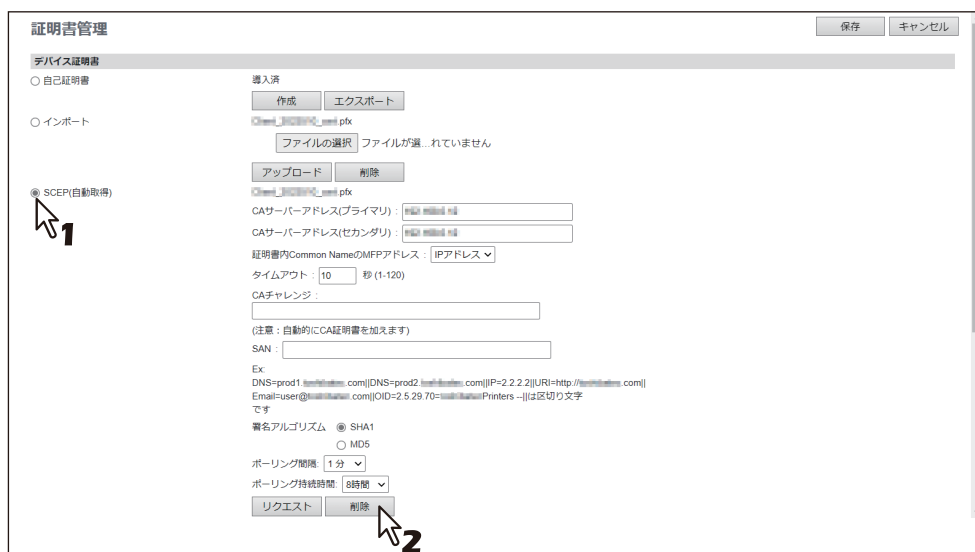 証明書管理
保存 キャンセル
デバイス証明書
自己証明書 導入済
作成 エクスポート
インポート .pfx
ファイルの選択 ファイルが選...れていません
アップロード 削除
SCEP(自動取得) .pfx
CAサーバーアドレス(プライマリ) :
CAサーバーアドレス(セカンダリ) :
証明書内Common NameのMFPアドレス : IPアドレス
タイムアウト : 10 秒 (1-120)
CAチャレンジ :
(注意：自動的にCA証明書を加えます)
SAN :
Ex:
DNS=prod1. .com||DNS=prod2. .com||IP=2.2.2.2||URI=http:// .com||
Email=user@ .com||OID=2.5.29.70= Printers --||は区切り文字
です
署名アルゴリズム SHA1
MD5
ポーリング間隔: 1 分
ポーリング持続時間: 8時間
リクエスト 削除
1
2